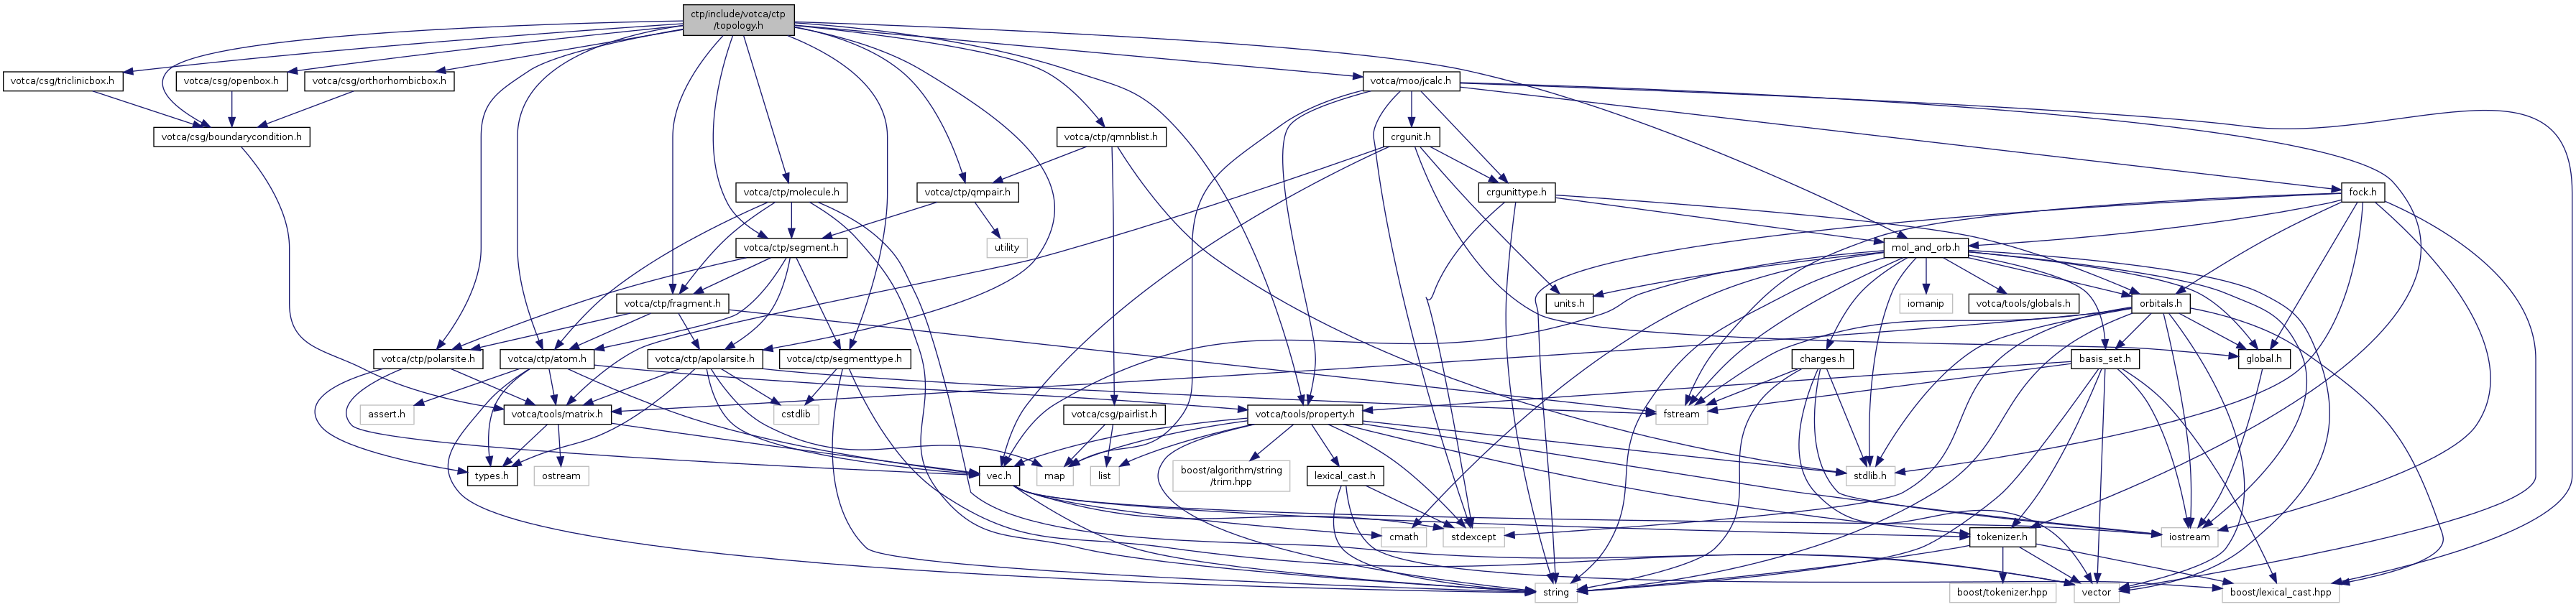 ctp/include/votca/ctp
/topology.h
votca/csg/triclinicbox.h
votca/csg/openbox.h
votca/csg/orthorhombicbox.h
votca/moo/jcalc.h
votca/csg/boundarycondition.h
votca/ctp/qmnblist.h
crgunit.h
votca/ctp/molecule.h
votca/ctp/qmpair.h
crgunittype.h
fock.h
votca/ctp/segment.h
utility
mol_and_orb.h
votca/ctp/fragment.h
units.h
iomanip
votca/tools/globals.h
orbitals.h
votca/ctp/polarsite.h
votca/ctp/atom.h
votca/ctp/apolarsite.h
votca/ctp/segmenttype.h
charges.h
basis_set.h
global.h
assert.h
votca/tools/matrix.h
cstdlib
votca/csg/pairlist.h
votca/tools/property.h
fstream
types.h
ostream
vec.h
map
list
boost/algorithm/string
/trim.hpp
lexical_cast.h
stdlib.h
cmath
stdexcept
tokenizer.h
iostream
string
boost/tokenizer.hpp
vector
boost/lexical_cast.hpp